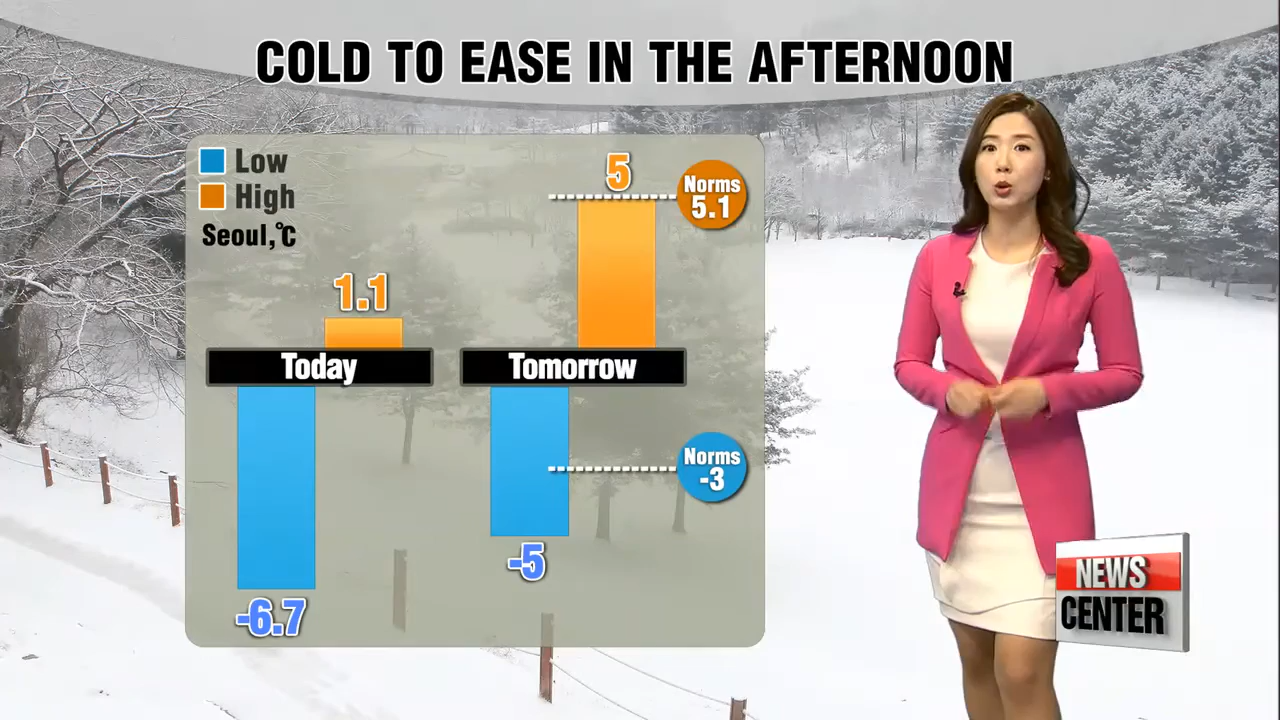 COLD TO EASE IN THE AFTERNOON
Low
High
Seoul,℃
1.1
5
Norms
5.1
Today
Tomorrow
Norms
-3
-5
-6.7
NEWS
CENTER